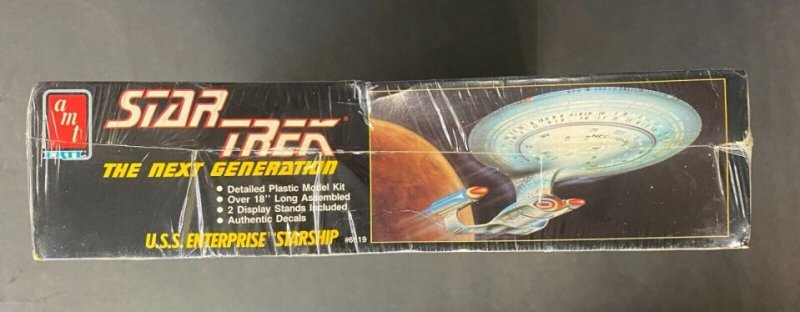 amt
ERTL
STAR
TREK
THE NEXT GENERATION
• Detailed Plastic Model Kit
• Over 18" Long Assembled
• 2 Display Stands Included
• Authentic Decals
U.S.S. ENTERPRISE™ STARSHIP